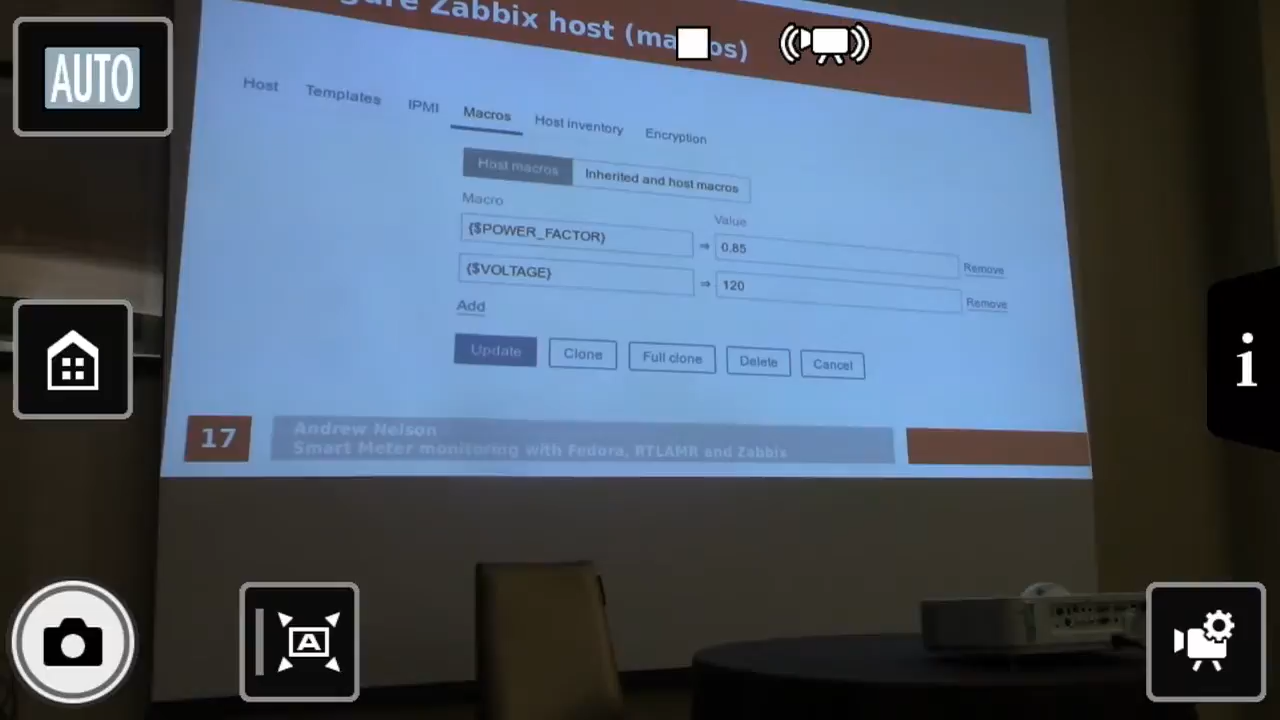 AUTO
gure Zabbix host (ma os)
Host Templates IPMI Macros Host inventory Encryption
Host macros Inherited and host macros
Macro Value
{$POWER_FACTOR} ⇒ 0.85 Remove
{$VOLTAGE} ⇒ 120 Remove
Add
Update Clone Full clone Delete Cancel
17 Andrew Nelson
Smart Meter monitoring with Fedora, RTLAMR and Zabbix
i
A